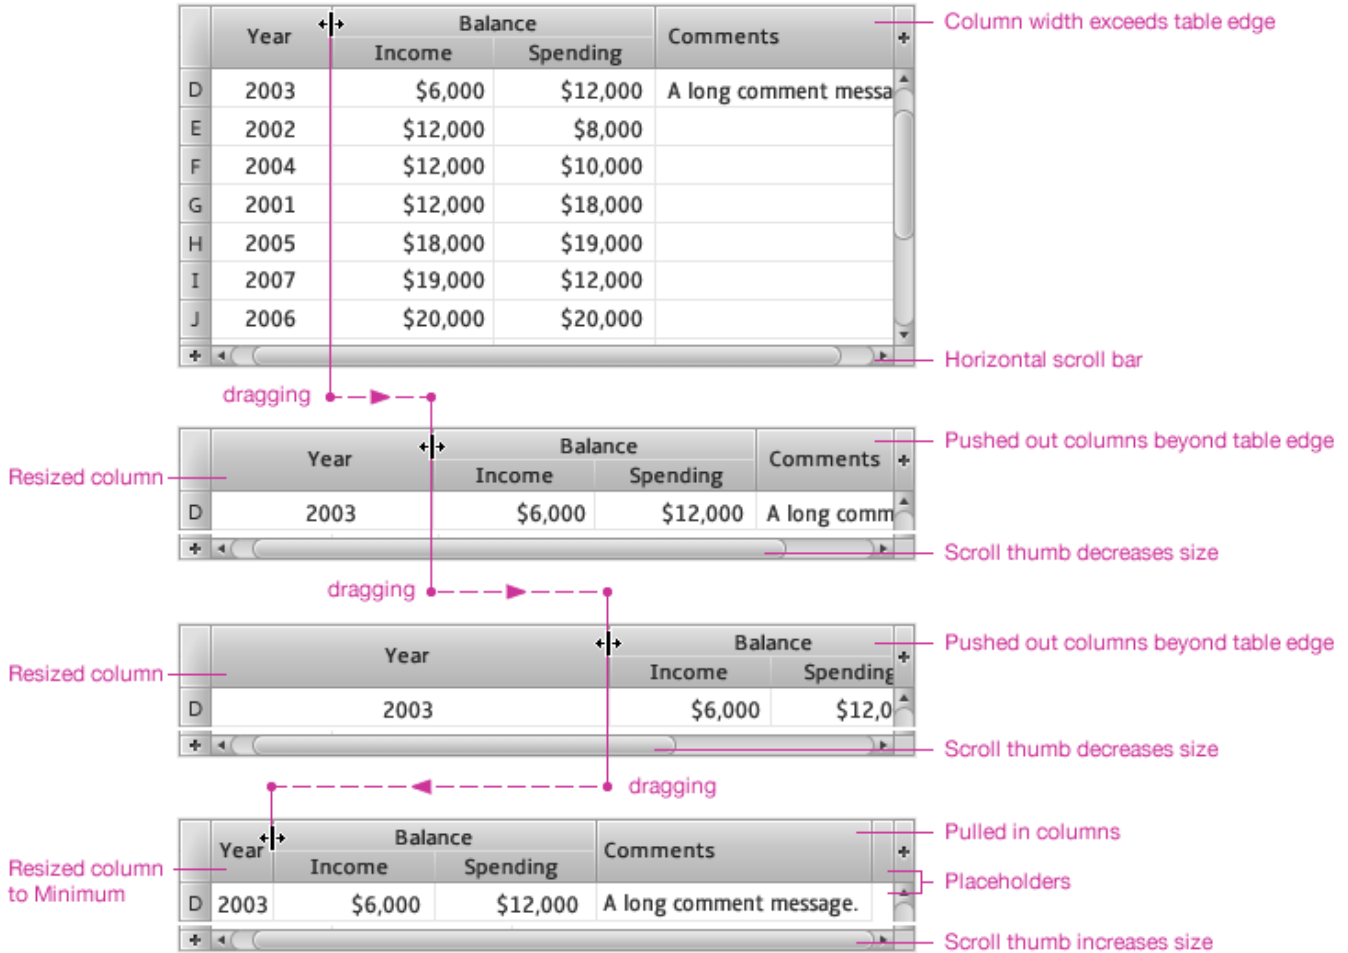 Year Balance Comments +
Income Spending
Column width exceeds table edge
D 2003 $6,000 $12,000 A long comment messa
E 2002 $12,000 $8,000
F 2004 $12,000 $10,000
G 2001 $12,000 $18,000
H 2005 $18,000 $19,000
I 2007 $19,000 $12,000
J 2006 $20,000 $20,000
+
Horizontal scroll bar
dragging
Year Balance Comments +
Income Spending
Pushed out columns beyond table edge
Resized column
D 2003 $6,000 $12,000 A long comm
+
Scroll thumb decreases size
dragging
Year Balance +
Income Spending
Pushed out columns beyond table edge
Resized column
D 2003 $6,000 $12,0
+
Scroll thumb decreases size
dragging
Year Balance Comments +
Income Spending
Pulled in columns
Resized column
to Minimum
Placeholders
D 2003 $6,000 $12,000 A long comment message.
+
Scroll thumb increases size